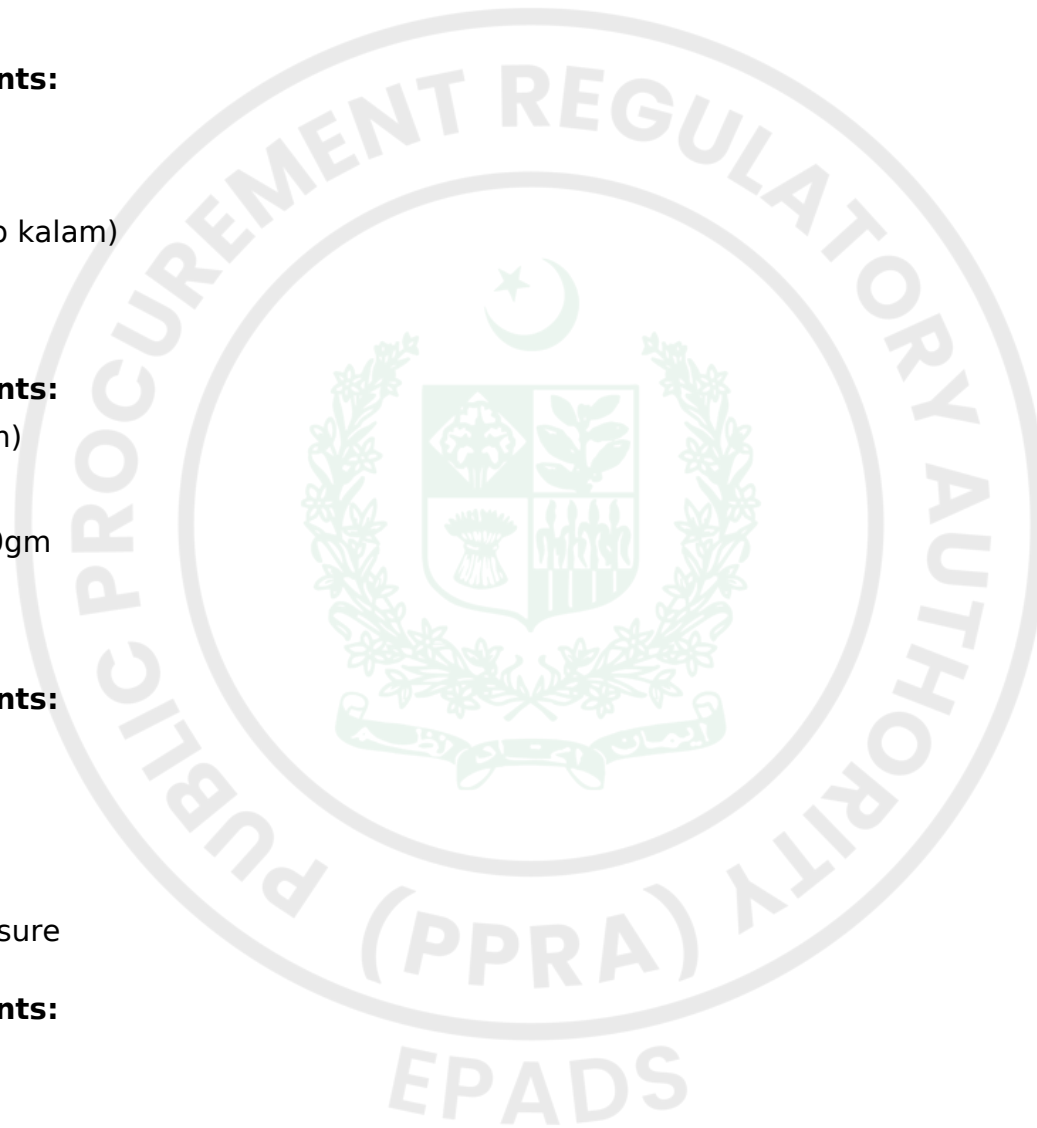 nts:
o kalam)
nts:
n)
0gm
nts:
sure
nts:
PUBLIC PROCUREMENT REGULATORY AUTHORITY
(PPRA)
EPADS